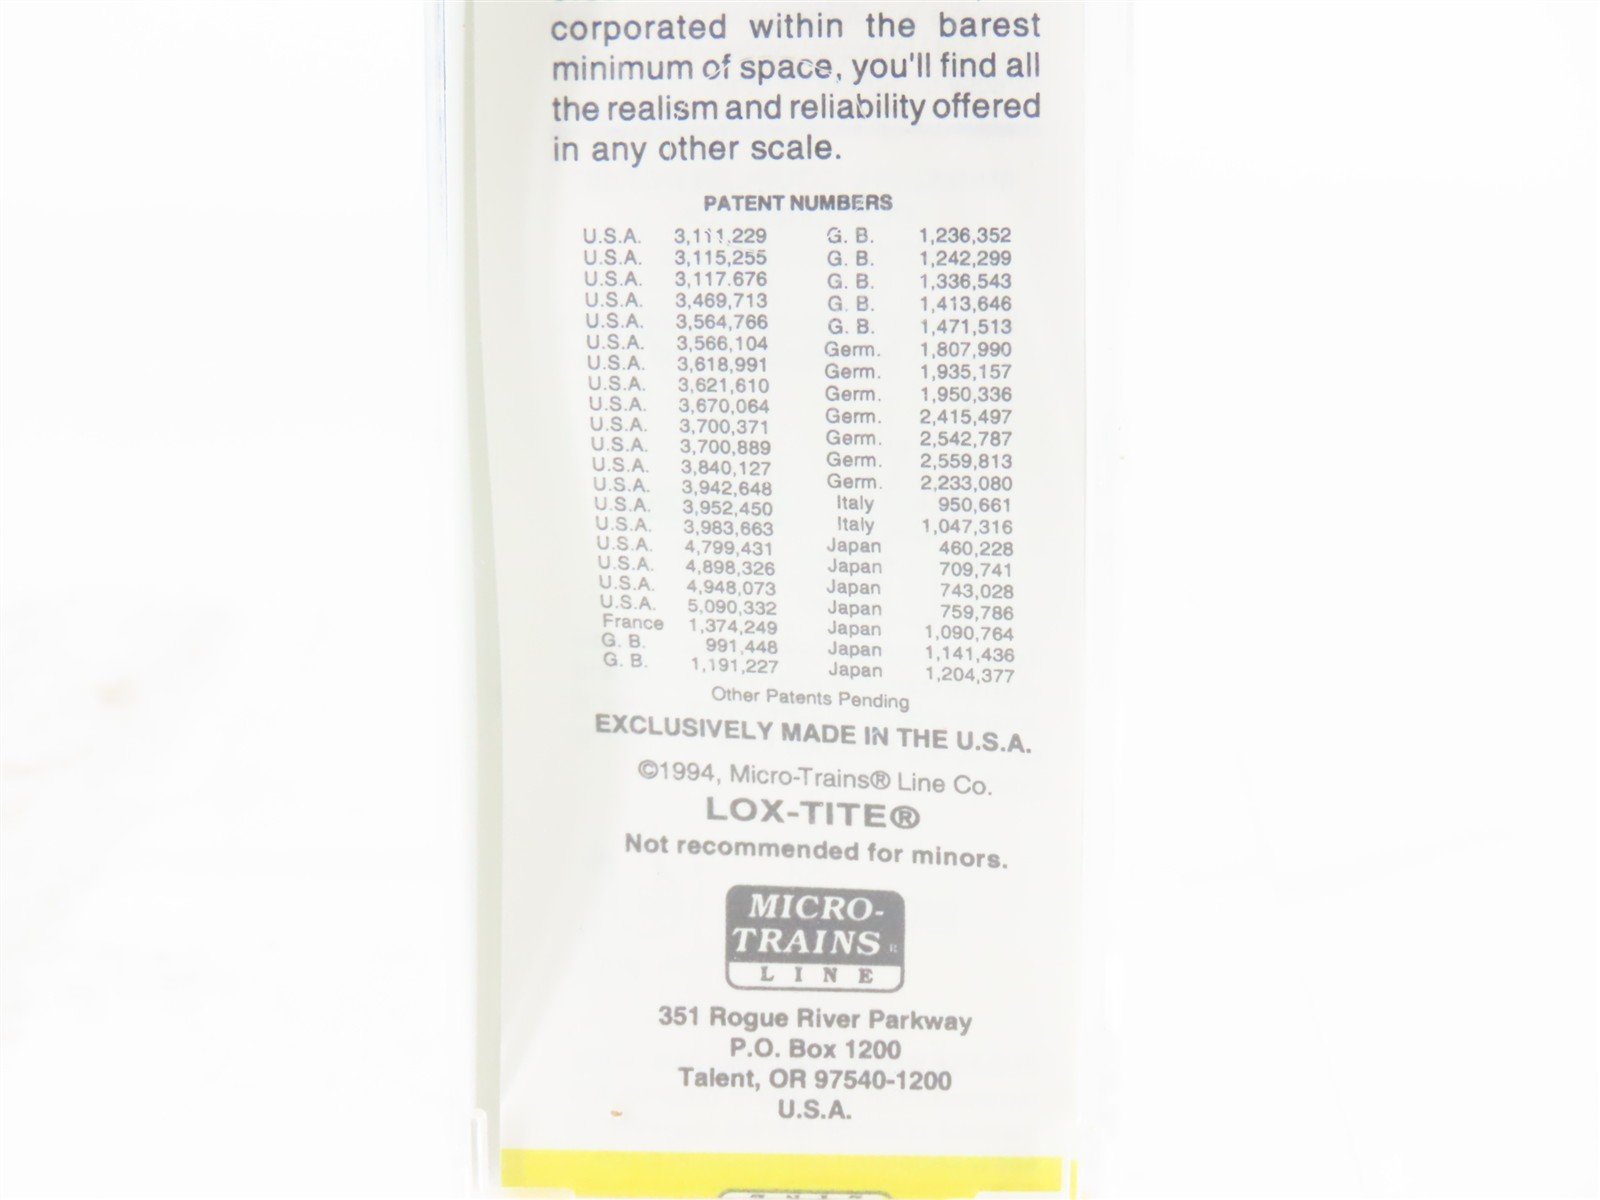 corporated within the barest
minimum of space, you'll find all
the realism and reliability offered
in any other scale.
PATENT NUMBERS
U.S.A. 3,111,229 G. B. 1,236,352
U.S.A. 3,115,255 G. B. 1,242,299
U.S.A. 3,117.676 G. B. 1,336,543
U.S.A. 3,469,713 G. B. 1,413,646
U.S.A. 3,564,766 G. B. 1,471,513
U.S.A. 3,566,104 Germ. 1,807,990
U.S.A. 3,618,991 Germ. 1,935,157
U.S.A. 3,621,610 Germ. 1,950,336
U.S.A. 3,670,064 Germ. 2,415,497
U.S.A. 3,700,371 Germ. 2,542,787
U.S.A. 3,700,889 Germ. 2,559,813
U.S.A. 3,840,127 Germ. 2,233,080
U.S.A. 3,942,648 Italy 950,661
U.S.A. 3,952,450 Italy 1,047,316
U.S.A. 3,983,663 Japan 460,228
U.S.A. 4,799,431 Japan 709,741
U.S.A. 4,898,326 Japan 743,028
U.S.A. 4,948,073 Japan 759,786
U.S.A. 5,090,332 Japan 1,090,764
France 1,374,249 Japan 1,141,436
G. B. 991,448 Japan 1,204,377
G. B. 1,191,227
Other Patents Pending
EXCLUSIVELY MADE IN THE U.S.A.
©1994, Micro-Trains® Line Co.
LOX-TITE®
Not recommended for minors.
MICRO-
TRAINS®
LINE
351 Rogue River Parkway
P.O. Box 1200
Talent, OR 97540-1200
U.S.A.